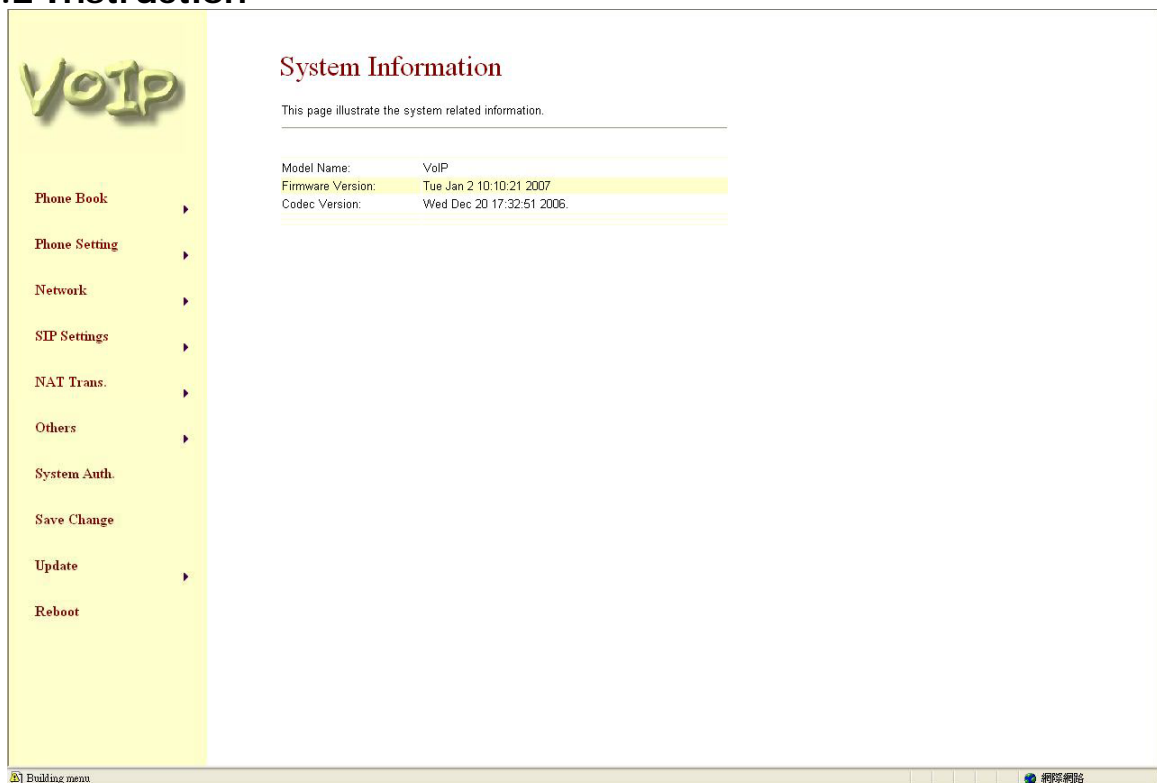 Instruction
VoIP
System Information
This page illustrate the system related information.
Model Name: VoIP
Firmware Version: Tue Jan 2 10:10:21 2007
Codec Version: Wed Dec 20 17:32:51 2006.
Phone Book
Phone Setting
Network
SIP Settings
NAT Trans.
Others
System Auth.
Save Change
Update
Reboot
Building menu
網際網路